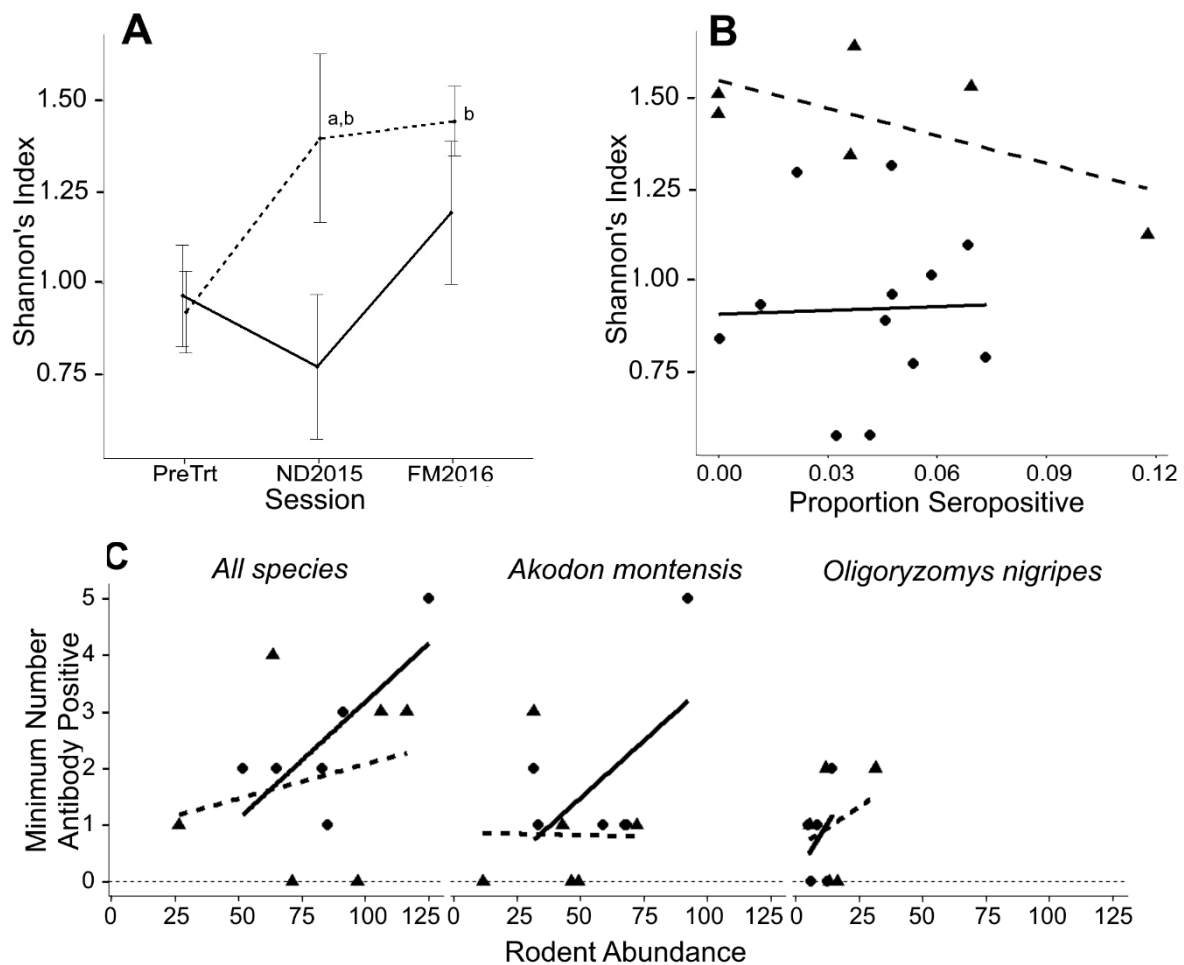 A
Shannon's Index
1.50
1.25
1.00
0.75
a,b
b
PreTrt ND2015 FM2016
Session
B
Shannon's Index
1.50
1.25
1.00
0.75
0.00 0.03 0.06 0.09 0.12
Proportion Seropositive
C
All species Akodon montensis Oligoryzomys nigripes
Minimum Number
Antibody Positive
5
4
3
2
1
0
0 25 50 75 100 125 0 25 50 75 100 125 0 25 50 75 100 125
Rodent Abundance